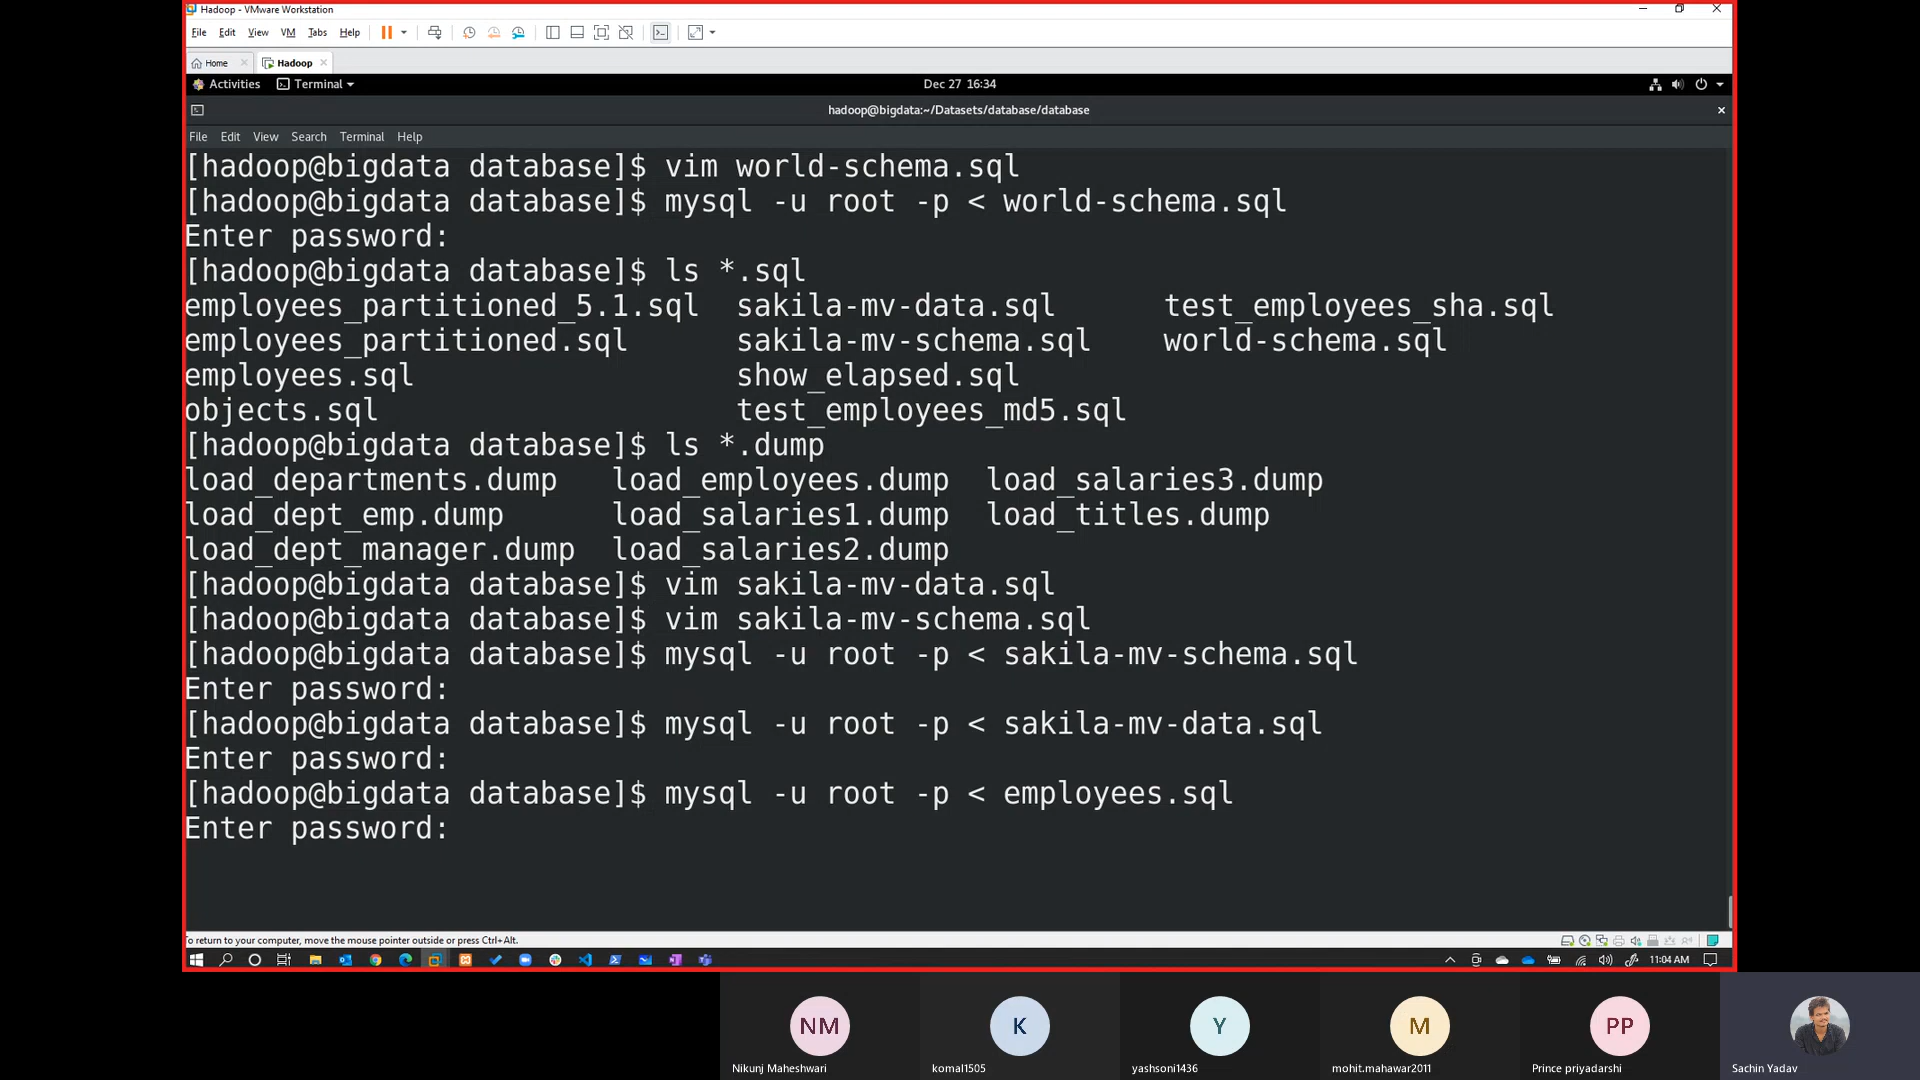 Hadoop - VMware Workstation
File Edit View VM Tabs Help
Home Hadoop
Activities Terminal Dec 27 16:34
hadoop@bigdata:~/Datasets/database/database
File Edit View Search Terminal Help
[hadoop@bigdata database]$ vim world-schema.sql
[hadoop@bigdata database]$ mysql -u root -p < world-schema.sql
Enter password:
[hadoop@bigdata database]$ ls *.sql
employees_partitioned_5.1.sql sakila-mv-data.sql test_employees_sha.sql
employees_partitioned.sql sakila-mv-schema.sql world-schema.sql
employees.sql show_elapsed.sql
objects.sql test_employees_md5.sql
[hadoop@bigdata database]$ ls *.dump
load_departments.dump load_employees.dump load_salaries3.dump
load_dept_emp.dump load_salaries1.dump load_titles.dump
load_dept_manager.dump load_salaries2.dump
[hadoop@bigdata database]$ vim sakila-mv-data.sql
[hadoop@bigdata database]$ vim sakila-mv-schema.sql
[hadoop@bigdata database]$ mysql -u root -p < sakila-mv-schema.sql
Enter password:
[hadoop@bigdata database]$ mysql -u root -p < sakila-mv-data.sql
Enter password:
[hadoop@bigdata database]$ mysql -u root -p < employees.sql
Enter password:
To return to your computer, move the mouse pointer outside or press Ctrl+Alt.
11:04 AM
NM K Y M PP
Nikunj Maheshwari komal1505 yashsoni1436 mohit.mahawar2011 Prince priyadarshi Sachin Yadav